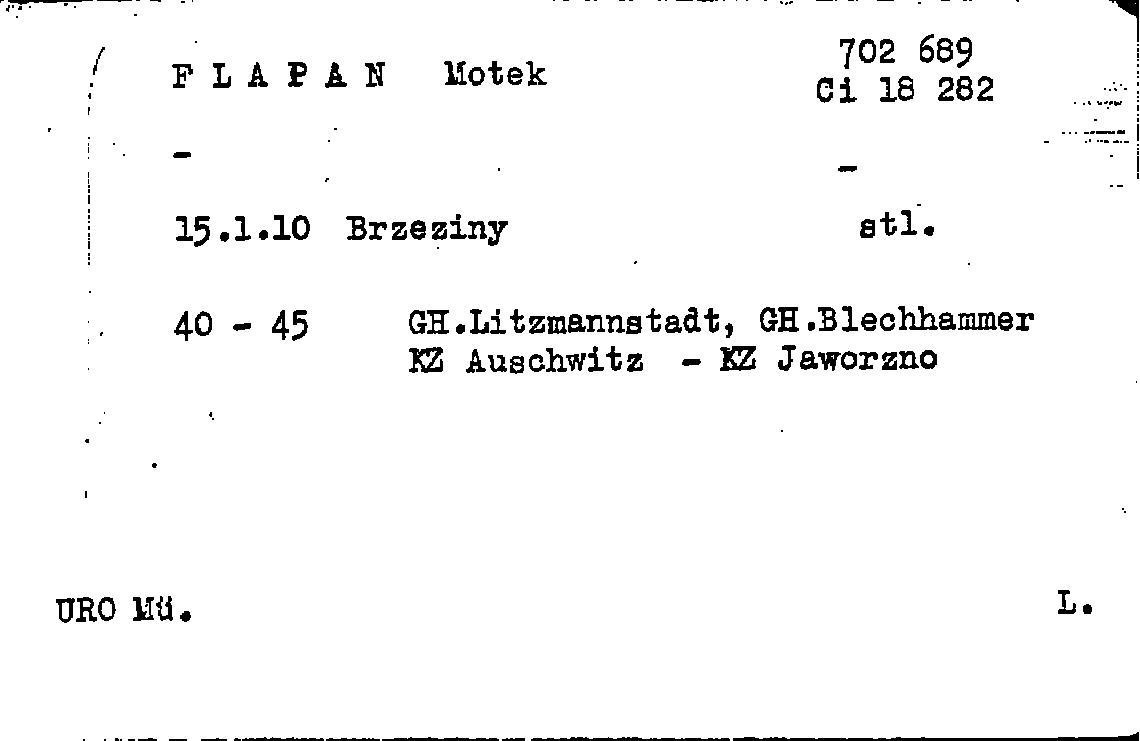 FLAPAN Motek 702 689
Ci 18 282
- -
15.1.10 Brzeziny stl.
40 - 45 GH.Litzmannstadt, GH.Blechhammer
KZ Auschwitz - KZ Jaworzno
URO Mü. L.